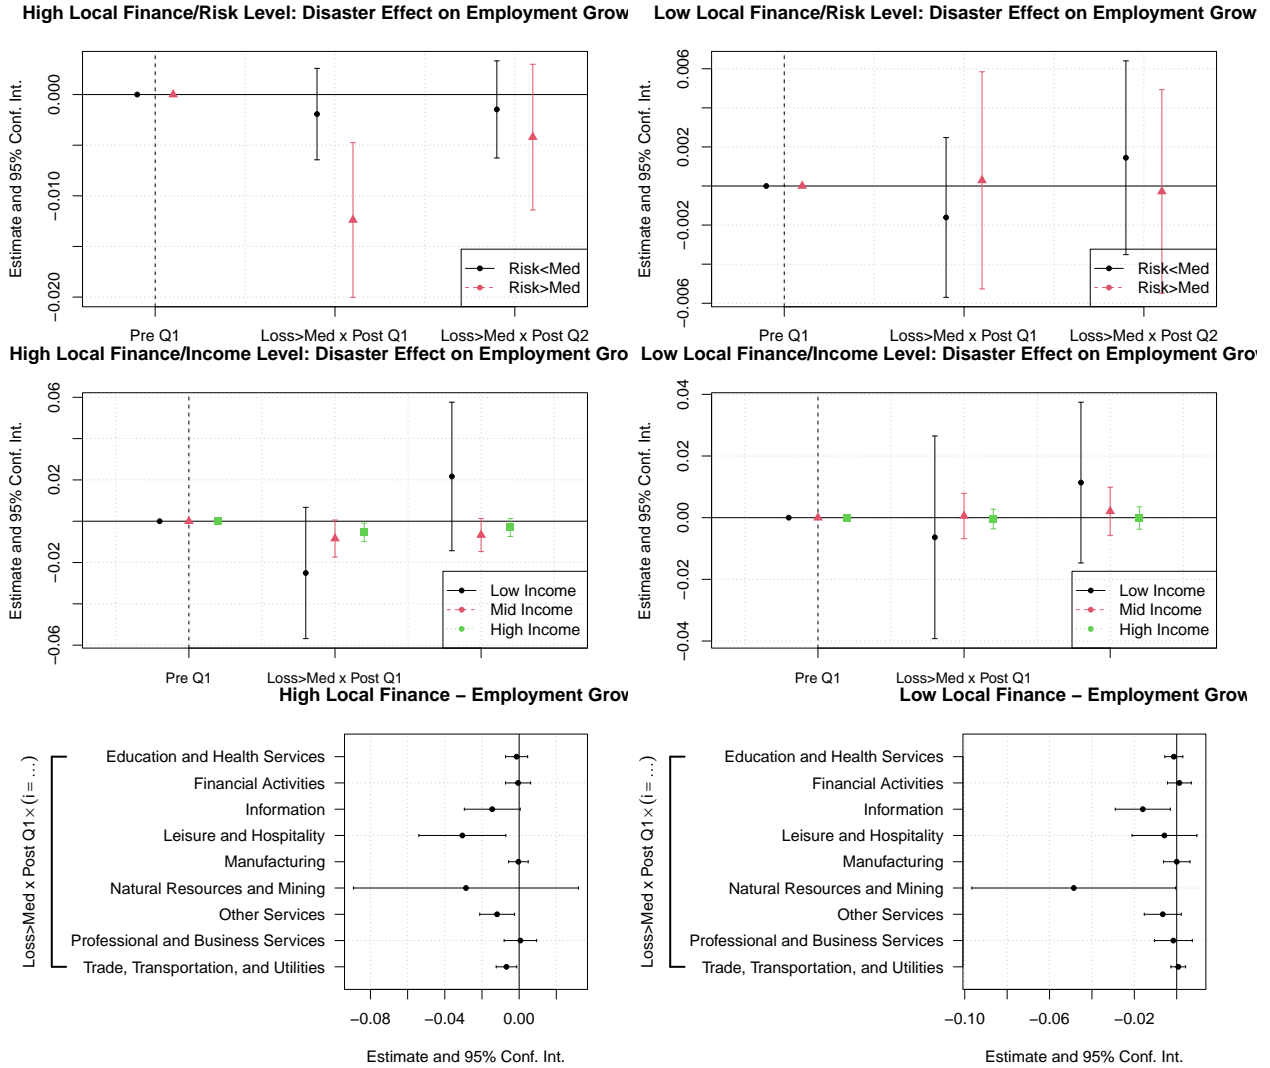 High Local Finance/Risk Level: Disaster Effect on Employment Grow
Estimate and 95% Conf. Int.
0.000
−0.010
−0.020
Risk<Med
Risk>Med
Pre Q1
Loss>Med x Post Q1
Loss>Med x Post Q2
Low Local Finance/Risk Level: Disaster Effect on Employment Grow
Estimate and 95% Conf. Int.
0.006
0.002
−0.002
−0.006
Risk<Med
Risk>Med
Pre Q1
Loss>Med x Post Q1
Loss>Med x Post Q2
High Local Finance/Income Level: Disaster Effect on Employment Gro
Estimate and 95% Conf. Int.
0.06
0.02
−0.02
−0.06
Low Income
Mid Income
High Income
Pre Q1
Loss>Med x Post Q1
Low Local Finance/Income Level: Disaster Effect on Employment Gro
Estimate and 95% Conf. Int.
0.04
0.02
0.00
−0.02
−0.04
Low Income
Mid Income
High Income
Pre Q1
Loss>Med x Post Q1
High Local Finance − Employment Grow
Loss>Med x Post Q1×(i = ...)
Education and Health Services
Financial Activities
Information
Leisure and Hospitality
Manufacturing
Natural Resources and Mining
Other Services
Professional and Business Services
Trade, Transportation, and Utilities
−0.08
−0.04
0.00
Estimate and 95% Conf. Int.
Low Local Finance − Employment Grow
Loss>Med x Post Q1×(i = ...)
Education and Health Services
Financial Activities
Information
Leisure and Hospitality
Manufacturing
Natural Resources and Mining
Other Services
Professional and Business Services
Trade, Transportation, and Utilities
−0.10
−0.06
−0.02
Estimate and 95% Conf. Int.